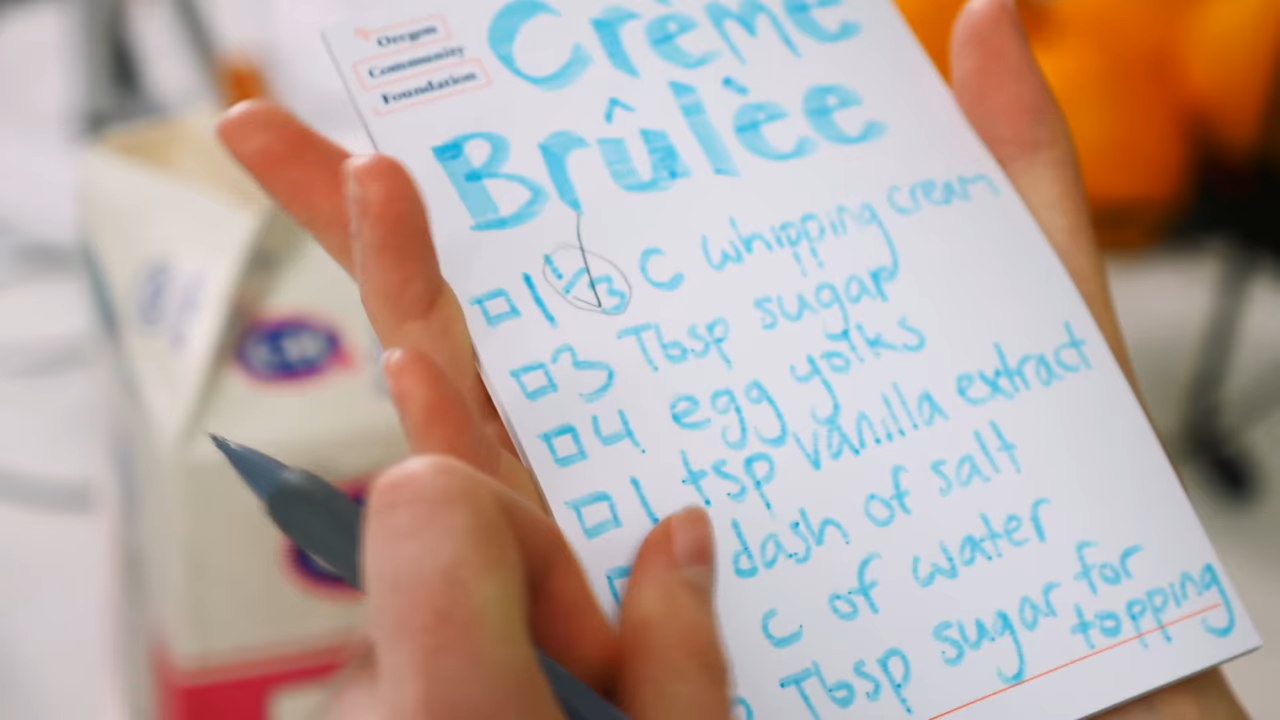 Oregon
Community
Foundation
Crème
Brûlèe
□ 1 1/3 C whipping cream
□ 3 Tbsp sugar
□ 4 egg yolks
□ 1 tsp vanilla extract
dash of salt
c of water
Tbsp sugar for
topping